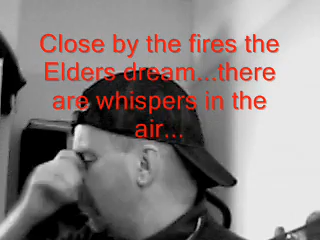 Close by the fires the
Elders dream...there
are whispers in the
air...